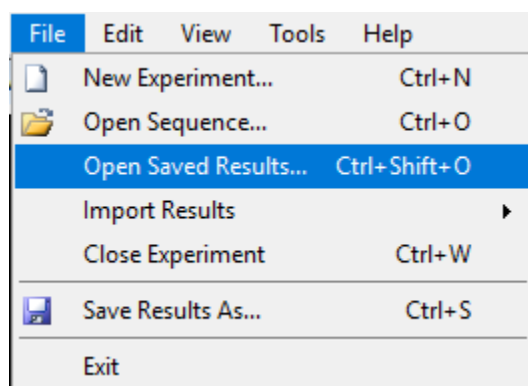 File Edit View Tools Help
New Experiment... Ctrl+N
Open Sequence... Ctrl+O
Open Saved Results... Ctrl+Shift+O
Import Results
Close Experiment Ctrl+W
Save Results As... Ctrl+S
Exit